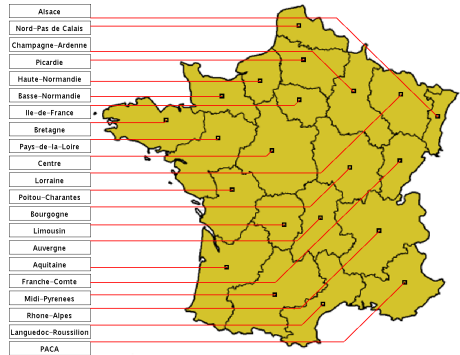 Alsace
Nord-Pas de Calais
Champagne-Ardenne
Picardie
Haute-Normandie
Basse-Normandie
Ile-de-France
Bretagne
Pays-de-la-Loire
Centre
Lorraine
Poitou-Charantes
Bourgogne
Limousin
Auvergne
Aquitaine
Franche-Comte
Midi-Pyrenees
Rhone-Alpes
Languedoc-Roussilion
PACA